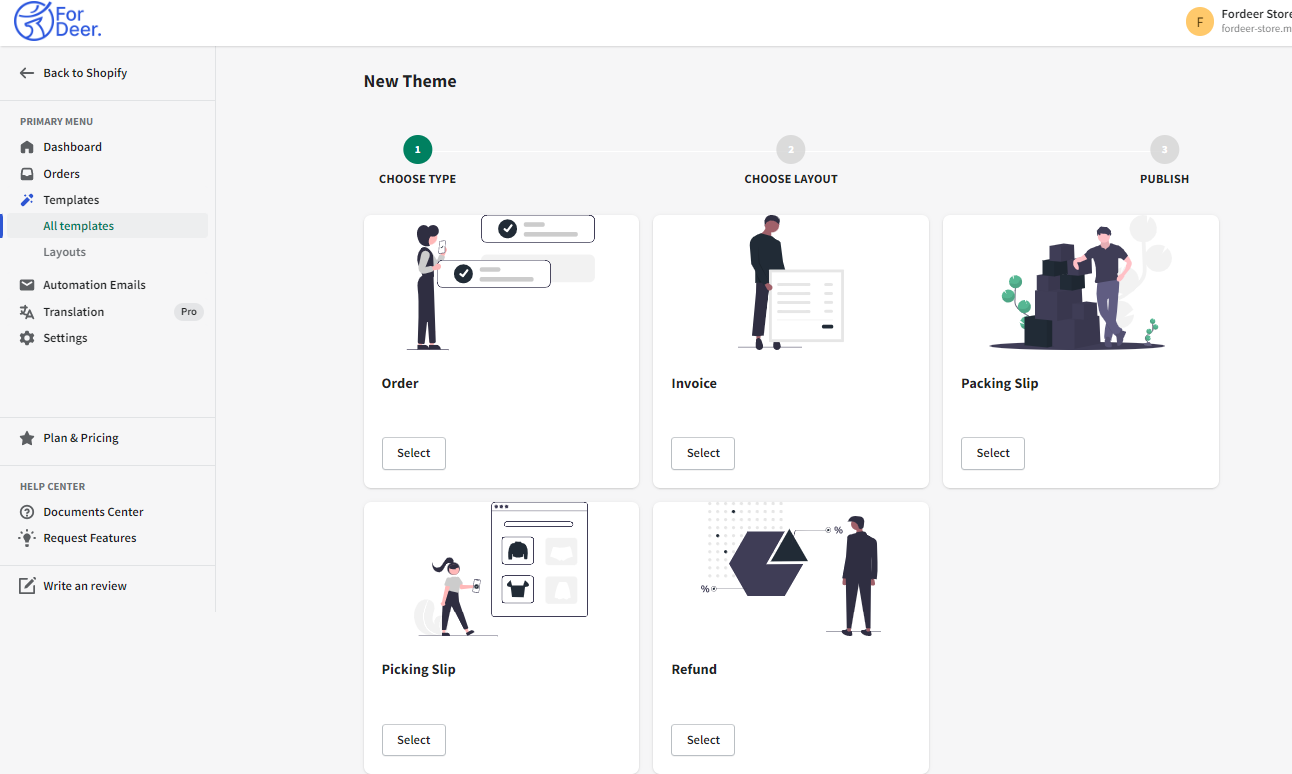 For
Deer.
F
Fordeer Store
fordeer-store.m
Back to Shopify
PRIMARY MENU
Dashboard
Orders
Templates
All templates
Layouts
Automation Emails
Translation
Pro
Settings
Plan & Pricing
HELP CENTER
Documents Center
Request Features
Write an review
New Theme
1
2
3
CHOOSE TYPE
CHOOSE LAYOUT
PUBLISH
Order
Invoice
Packing Slip
Select
Select
Select
%
%
Picking Slip
Refund
Select
Select